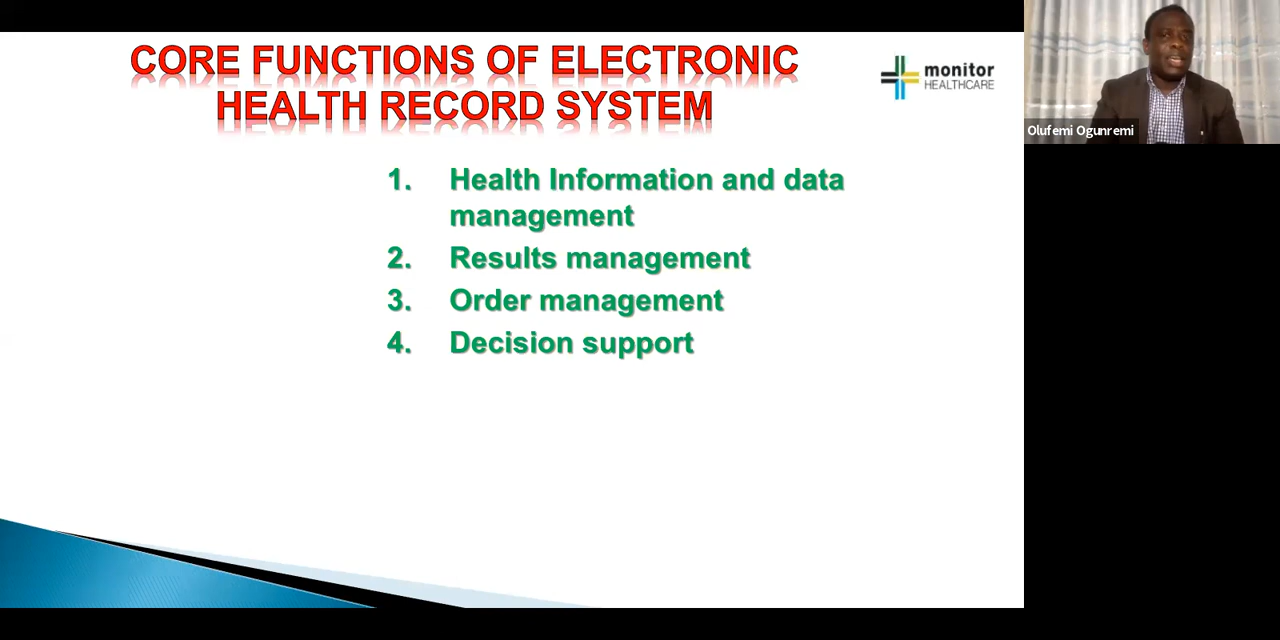 CORE FUNCTIONS OF ELECTRONIC
HEALTH RECORD SYSTEM
monitor
HEALTHCARE
Olufemi Ogunremi
1. Health Information and data
management
2. Results management
3. Order management
4. Decision support